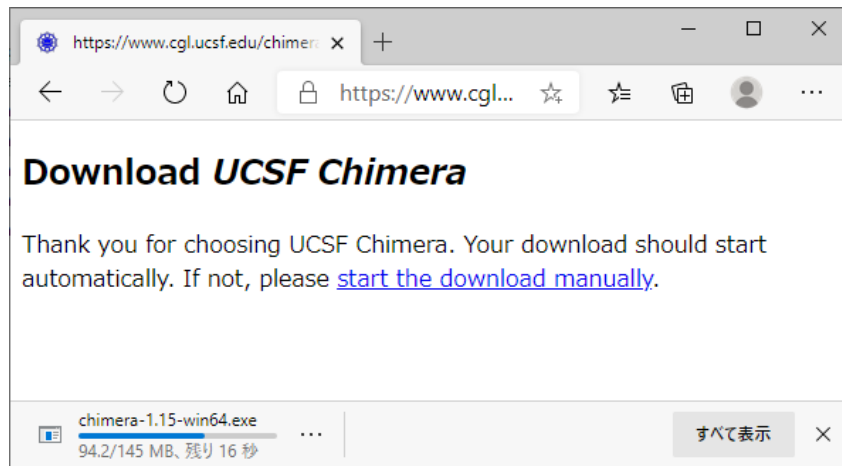 https://www.cgl.ucsf.edu/chimer
https://www.cgl...
Download UCSF Chimera
Thank you for choosing UCSF Chimera. Your download should start
automatically. If not, please start the download manually.
chimera-1.15-win64.exe
94.2/145 MB、残り 16 秒
すべて表示